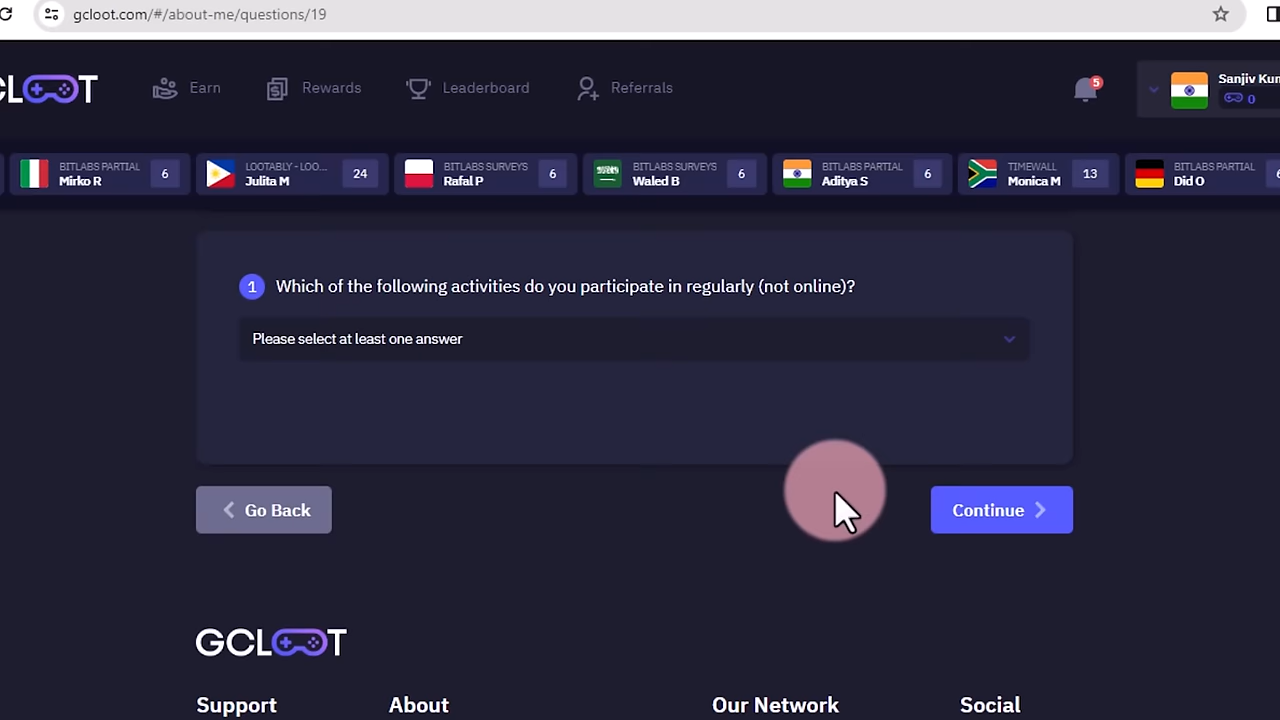 gcloot.com/#/about-me/questions/19
Earn
Rewards
Leaderboard
Referrals
5
Sanjiv Kum
0
BITLABS PARTIAL
Mirko R
6
LOOTABLY - LOO...
Julita M
24
BITLABS SURVEYS
Rafal P
6
BITLABS SURVEYS
Waled B
6
BITLABS PARTIAL
Aditya S
6
TIMEWALL
Monica M
13
BITLABS PARTIAL
Did O
1 Which of the following activities do you participate in regularly (not online)?
Please select at least one answer
Go Back
Continue
GCLOOT
Support
About
Our Network
Social